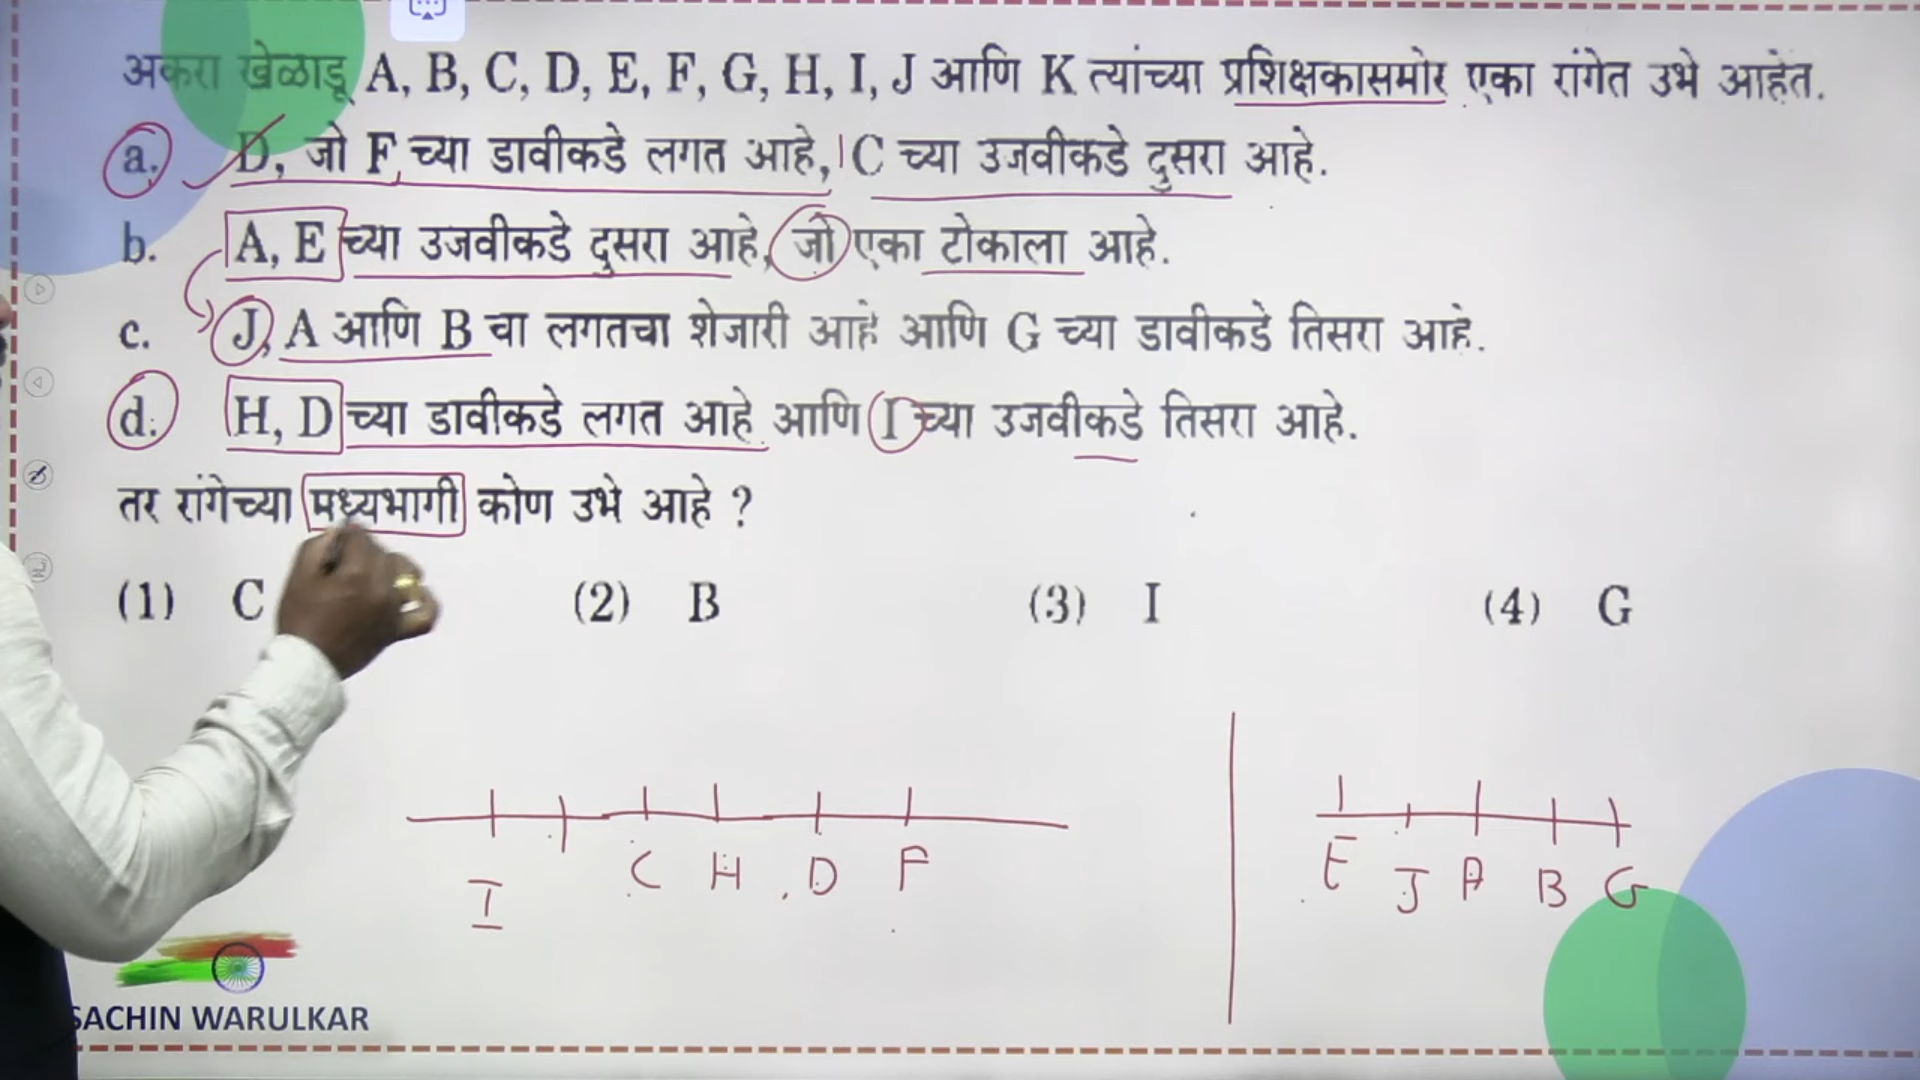 अकरा खेळाडू A, B, C, D, E, F, G, H, I, J आणि K त्यांच्या प्रशिक्षकासमोर एका रांगेत उभे आहेत.
a. D, जो F च्या डावीकडे लगत आहे, C च्या उजवीकडे दुसरा आहे.
b. A, E च्या उजवीकडे दुसरा आहे, जो एका टोकाला आहे.
c. J, A आणि B चा लगतचा शेजारी आहे आणि G च्या डावीकडे तिसरा आहे.
d. H, D च्या डावीकडे लगत आहे आणि I च्या उजवीकडे तिसरा आहे.
तर रांगेच्या मध्यभागी कोण उभे आहे ?
(1) C (2) B (3) I (4) G
I C H D F
E J A B G
SACHIN WARULKAR